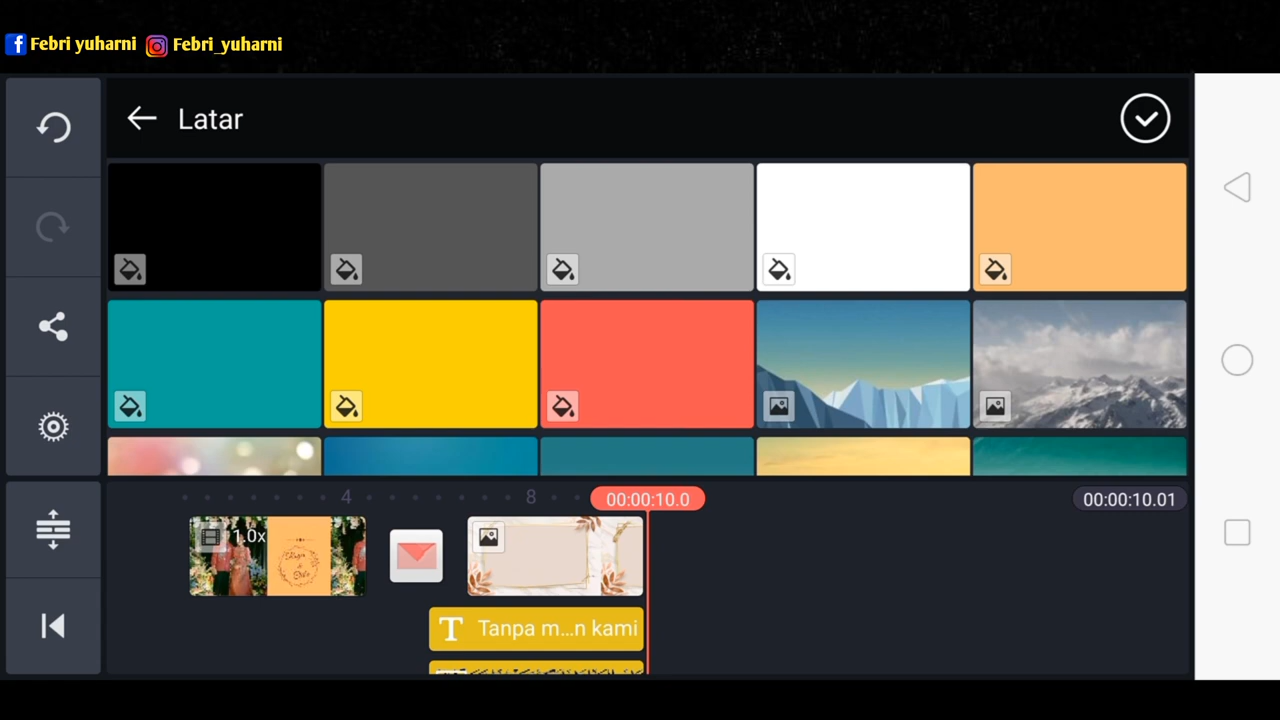 Febri yuharni Febri_yuharni
Latar
4 8 00:00:10.0 00:00:10.01
1.0x
Tanpa m...n kami